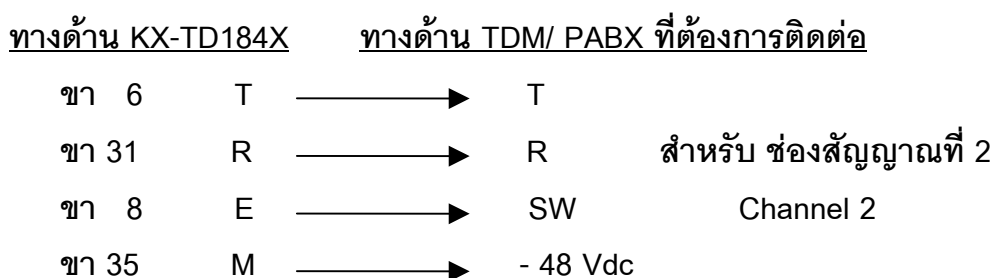 ทางด้าน KX-TD184X ทางด้าน TDM/ PABX ที่ต้องการติดต่อ
ขา 6 T T
ขา 31 R R สำหรับ ช่องสัญญาณที่ 2
ขา 8 E SW Channel 2
ขา 35 M - 48 Vdc